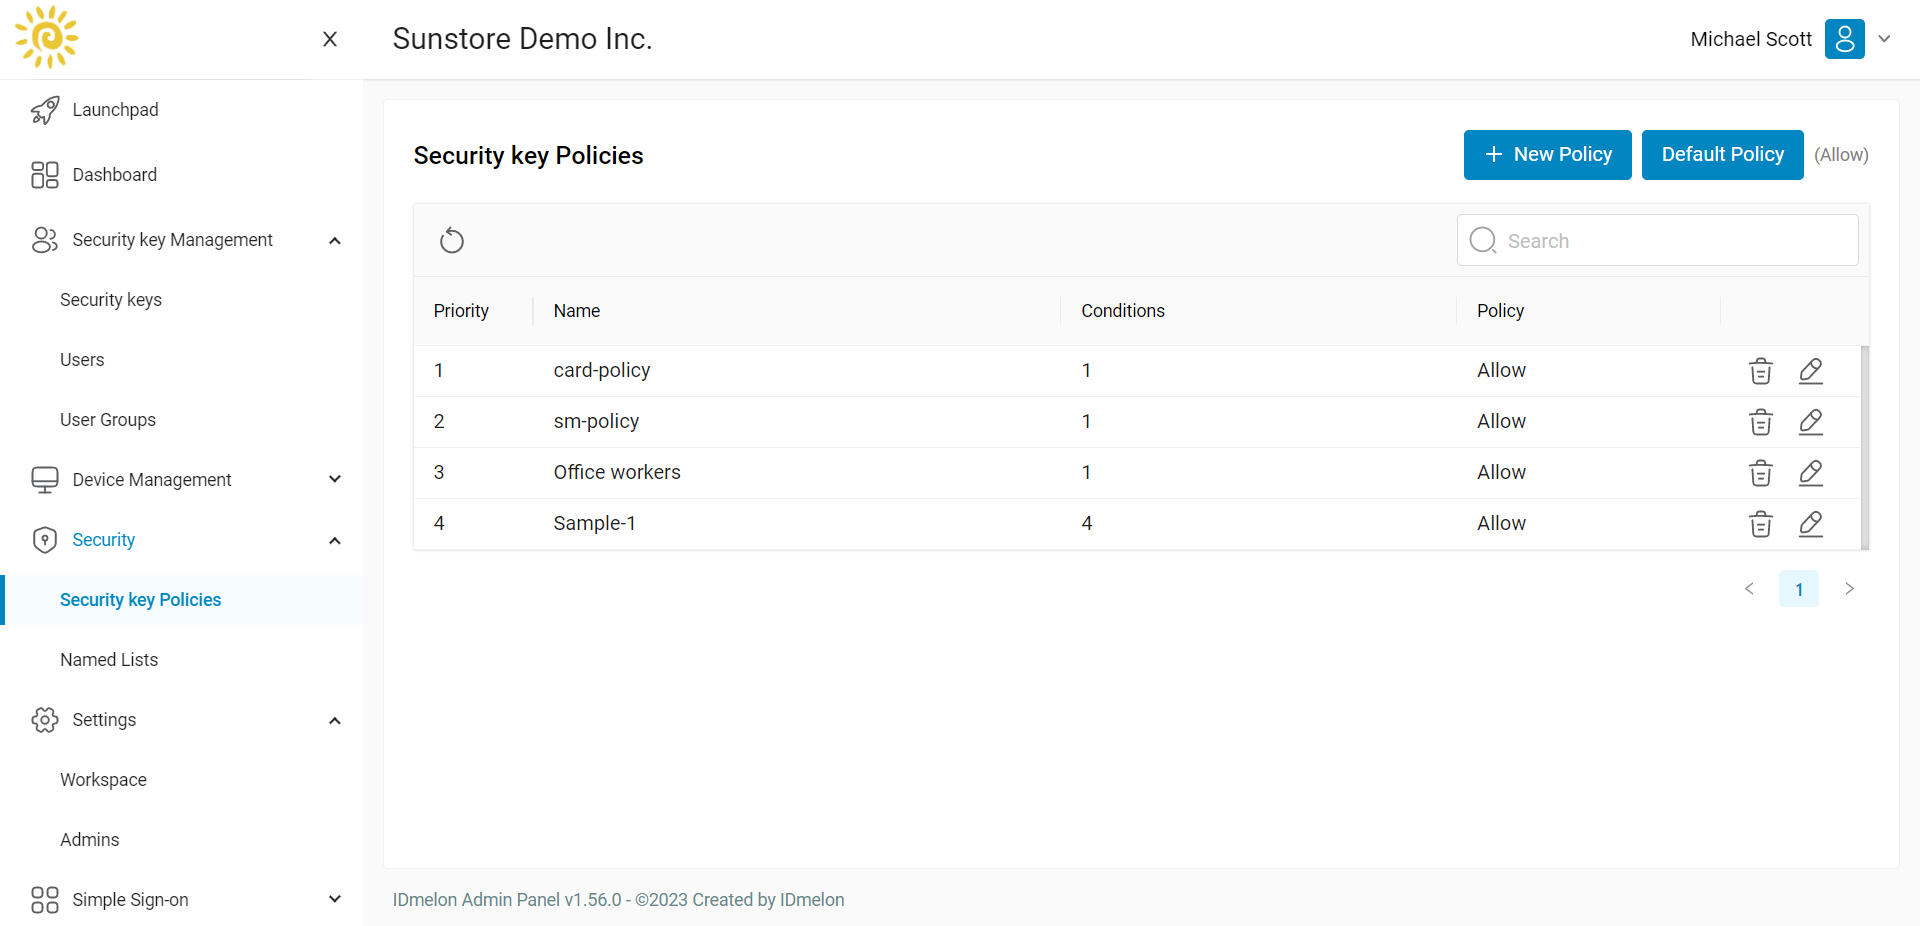 Sunstore Demo Inc.
Michael Scott
Launchpad
Dashboard
Security key Management
Security keys
Users
User Groups
Device Management
Security
Security key Policies
Named Lists
Settings
Workspace
Admins
Simple Sign-on
Security key Policies
New Policy
Default Policy
(Allow)
Search
Priority Name Conditions Policy
1 card-policy 1 Allow
2 sm-policy 1 Allow
3 Office workers 1 Allow
4 Sample-1 4 Allow
< 1 >
IDmelon Admin Panel v1.56.0 - ©2023 Created by IDmelon